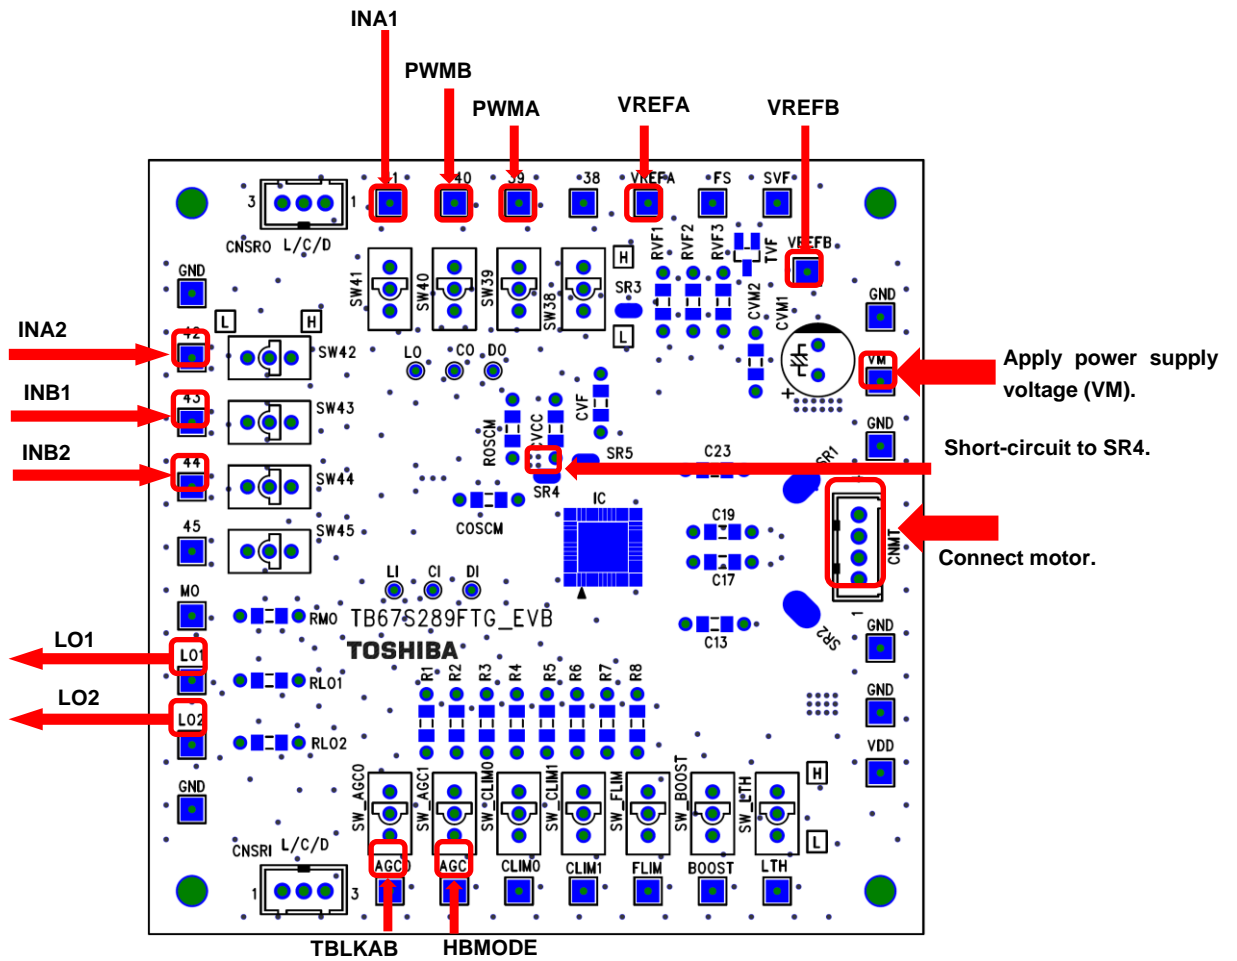 INA1
PWMB
PWMA
VREFA
VREFB
1
40
39
38
VREFA
FS
SVF
3
1
CNSRO
L/C/D
GND
SW41
SW40
SW39
SW38
H
SR3
L
RVF1
RVF2
RVF3
TVF
VREFB
CVM2
CVM1
GND
INA2
42
L
H
SW42
LO
CO
DO
VM
+
Apply power supply
voltage (VM).
INB1
43
SW43
ROSCM
CVCC
CVF
GND
INB2
44
SW44
SR4
SR5
C23
SR1
Short-circuit to SR4.
COSCM
IC
45
SW45
C19
C17
CNMT
Connect motor.
LI
CI
DI
MO
RMO
TB67S289FTG_EVB
TOSHIBA
C13
SR2
1
GND
LO1
LO1
RLO1
LO2
LO2
RLO2
R1
R2
R3
R4
R5
R6
R7
R8
GND
VDD
GND
SW_AGC0
SW_AGC1
SW_CLIM0
SW_CLIM1
SW_FLIM
SW_BOOST
SW_LTH
H
L
CNSRI
L/C/D
1
3
AGC0
AGC
CLIM0
CLIM1
FLIM
BOOST
LTH
TBLKAB
HBMODE